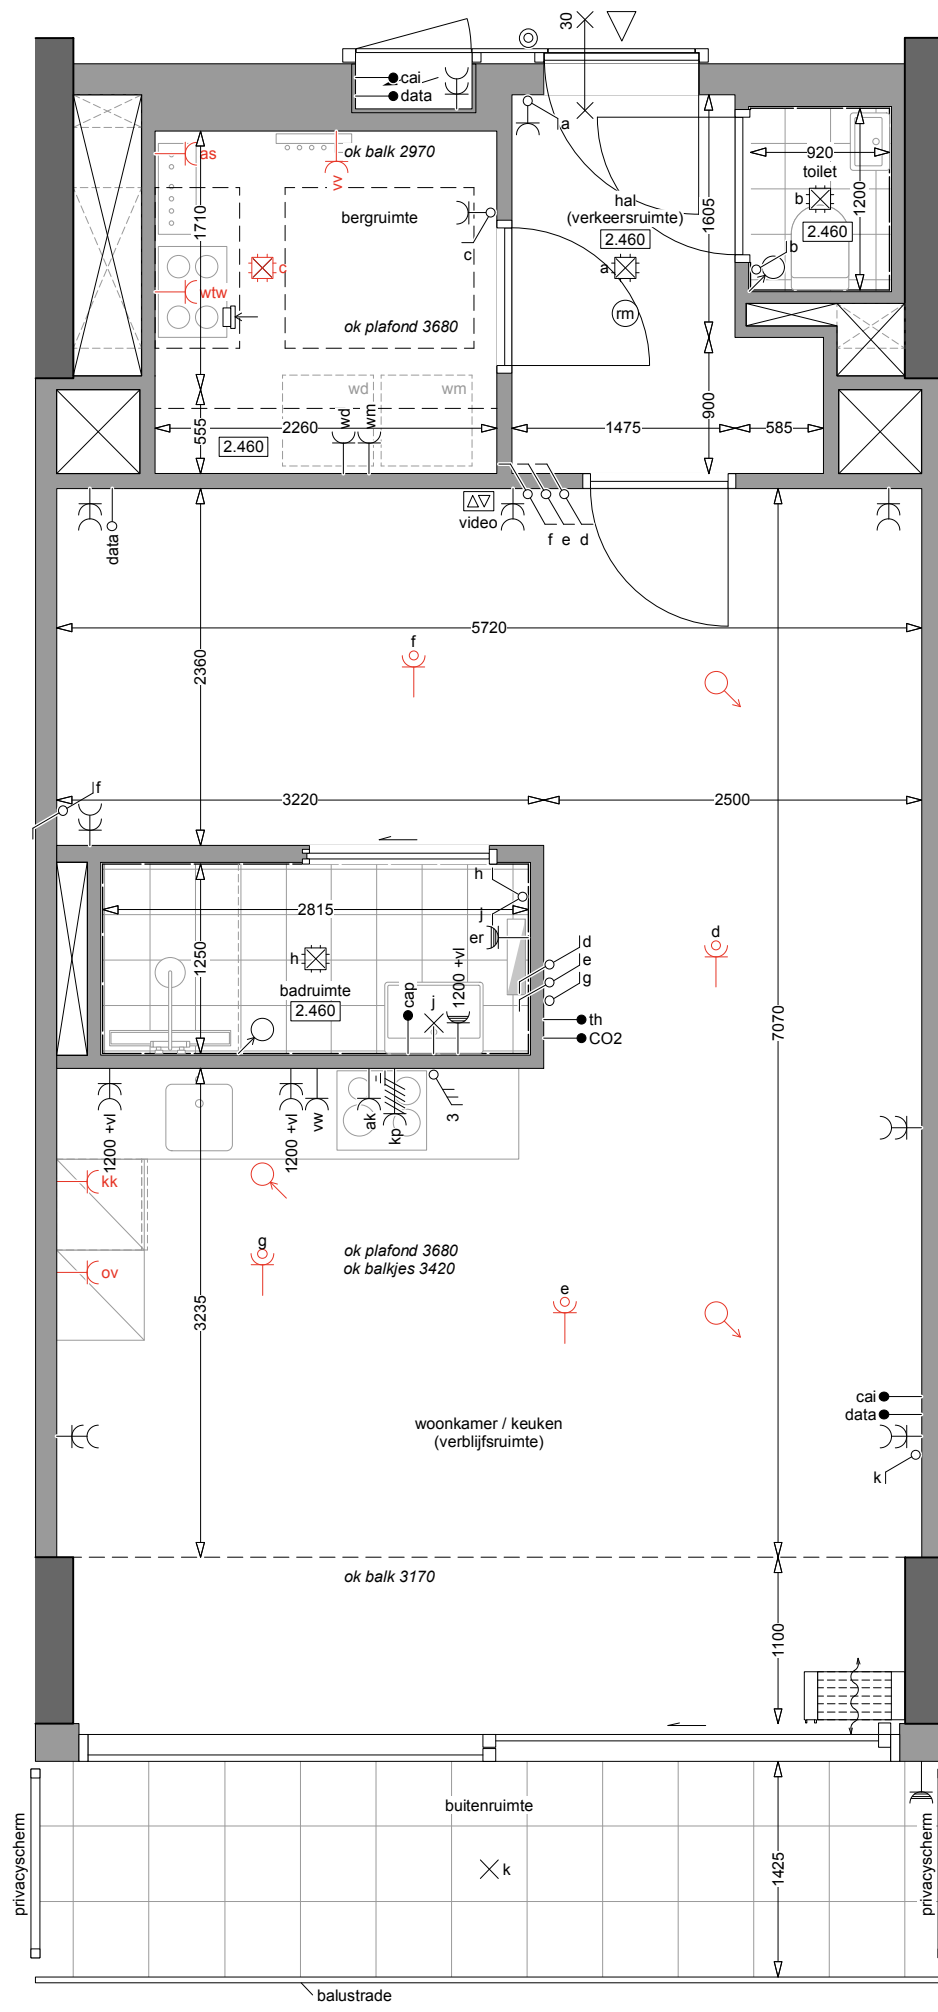 30
cai
data
a
as
ok balk 2970
vv
920
toilet
b
1200
2.460
b
1710
bergruimte
hal
(verkeersruimte)
2.460
1605
c
c
a
wtw
rm
ok plafond 3680
wd
wm
555
2.460
2260
wd
wm
1475
900
585
data
video
f e d
5720
2360
f
f
3220
2500
h
j
2815
er
1250
h
badruimte
2.460
cap
j
1200 +vl
d
e
g
d
th
CO2
7070
1200 +vl
1200 +vl
vw
ak
kp
3
kk
g
ok plafond 3680
ok balkjes 3420
ov
e
3235
cai
data
woonkamer / keuken
(verblijfsruimte)
k
ok balk 3170
1100
buitenruimte
privacyscherm
k
1425
privacyscherm
balustrade